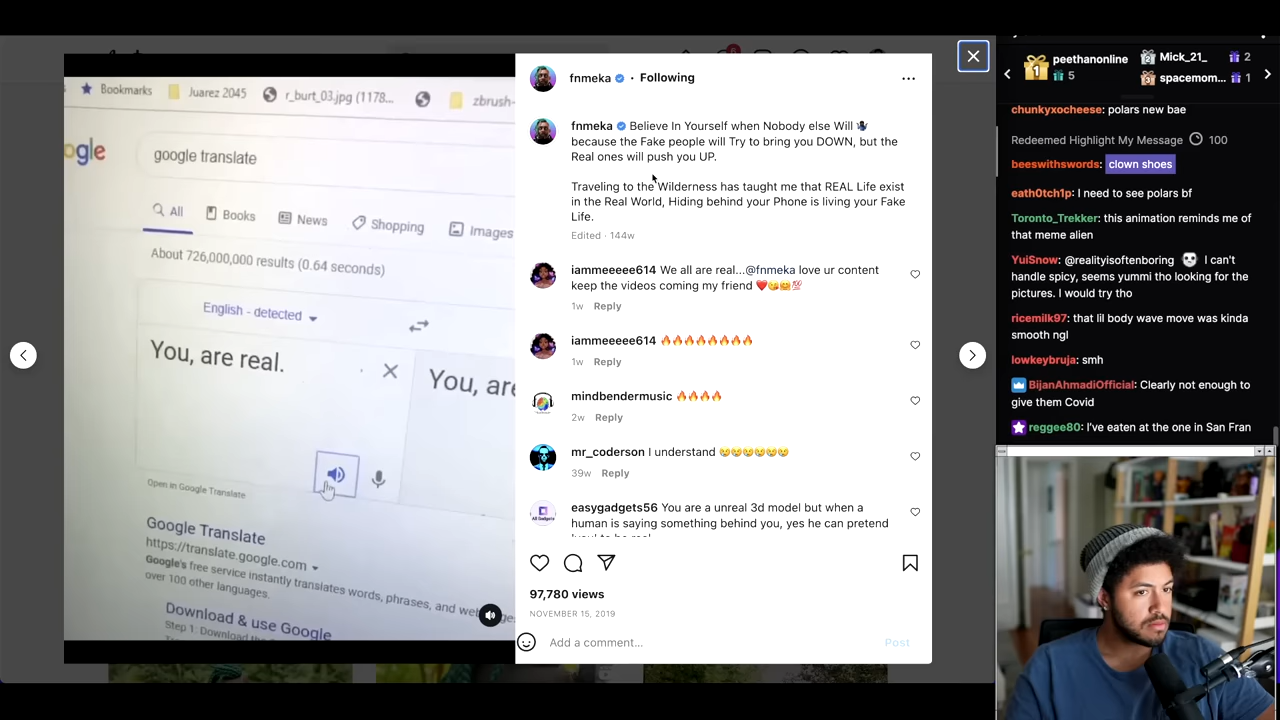 Bookmarks
Juarez 2045
r_burt_03.jpg (1178...
zbrush-
ogle
google translate
All
Books
News
Shopping
Images
About 726,000,000 results (0.64 seconds)
English - detected
You, are real.
You, are
Open in Google Translate
Google Translate
https://translate.google.com
Google's free service instantly translates words, phrases, and web
over 100 other languages.
Download & use Google
Step 1: Download the
fnmeka • Following
fnmeka Believe In Yourself when Nobody else Will
because the Fake people will Try to bring you DOWN, but the
Real ones will push you UP.
Traveling to the Wilderness has taught me that REAL Life exist
in the Real World, Hiding behind your Phone is living your Fake
Life.
Edited · 144w
iammeeeee614 We all are real...@fnmeka love ur content
keep the videos coming my friend ❤️😘😊💯
1w Reply
iammeeeee614 🔥🔥🔥🔥🔥🔥🔥🔥
1w Reply
mindbendermusic 🔥🔥🔥🔥
2w Reply
mr_coderson I understand 😢😢😢😢😢😢
39w Reply
easygadgets56 You are a unreal 3d model but when a
human is saying something behind you, yes he can pretend
97,780 views
NOVEMBER 15, 2019
Add a comment...
Post
1 peethanonline
5
2 Mick_21_ 2
3 spacemom... 1
chunkyxocheese: polars new bae
Redeemed Highlight My Message 100
beeswithswords: clown shoes
eath0tch1p: I need to see polars bf
Toronto_Trekker: this animation reminds me of
that meme alien
YuiSnow: @realityisoftenboring I can't
handle spicy, seems yummi tho looking for the
pictures. I would try tho
ricemilk97: that lil body wave move was kinda
smooth ngl
lowkeybruja: smh
BijanAhmadiOfficial: Clearly not enough to
give them Covid
reggee80: I've eaten at the one in San Fran